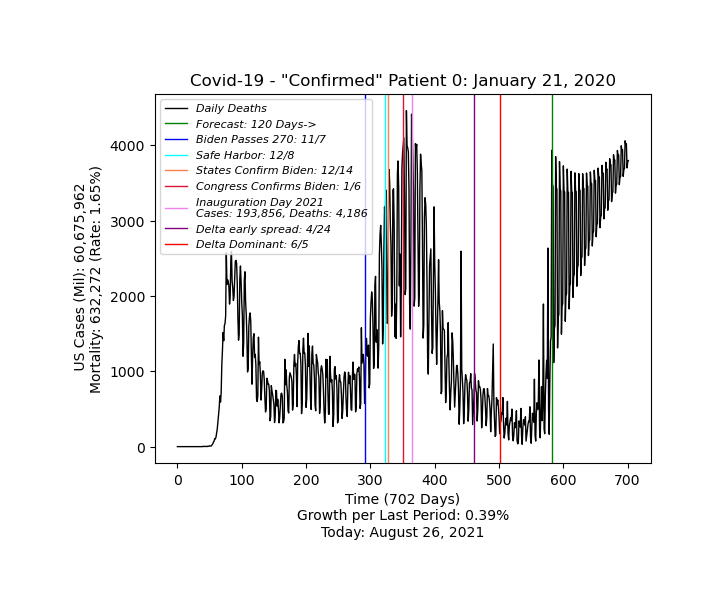 Covid-19 - "Confirmed" Patient 0: January 21, 2020
Daily Deaths
Forecast: 120 Days->
Biden Passes 270: 11/7
Safe Harbor: 12/8
States Confirm Biden: 12/14
Congress Confirms Biden: 1/6
Inauguration Day 2021
Cases: 193,856, Deaths: 4,186
Delta early spread: 4/24
Delta Dominant: 6/5
US Cases (Mil): 60,675,962
Mortality: 632,272 (Rate: 1.65%)
4000
3000
2000
1000
0
0 100 200 300 400 500 600 700
Time (702 Days)
Growth per Last Period: 0.39%
Today: August 26, 2021